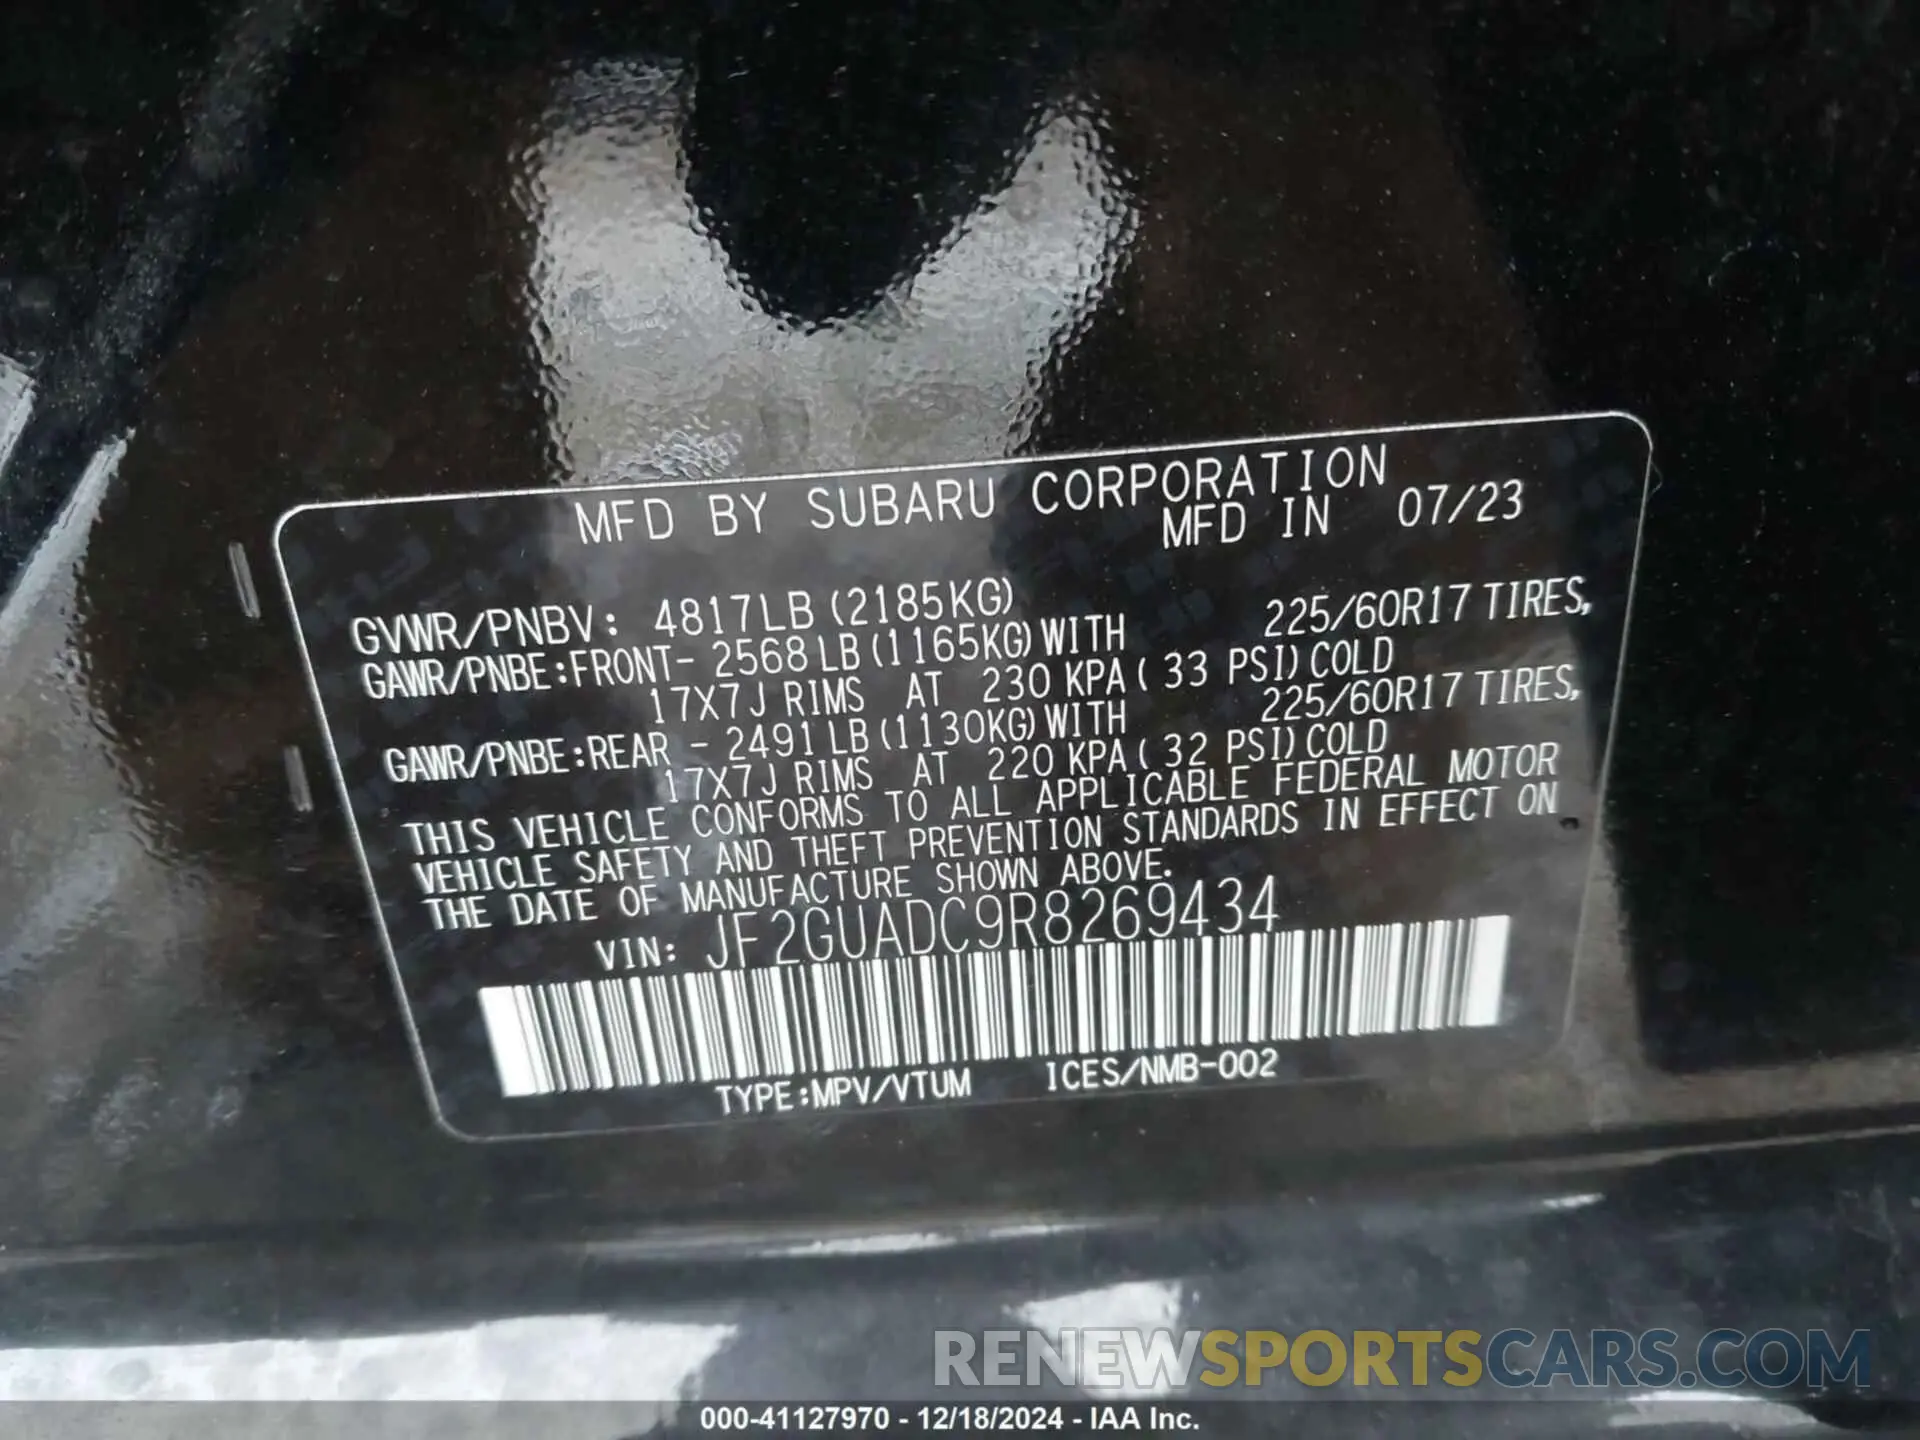 MFD BY SUBARU CORPORATION
MFD IN 07/23
GVWR/PNBV: 4817LB (2185KG)
GAWR/PNBE:FRONT- 2568LB (1165KG) WITH 225/60R17 TIRES,
17X7J RIMS AT 230 KPA ( 33 PSI) COLD
GAWR/PNBE:REAR - 2491LB (1130KG) WITH 225/60R17 TIRES,
17X7J RIMS AT 220 KPA ( 32 PSI) COLD
THIS VEHICLE CONFORMS TO ALL APPLICABLE FEDERAL MOTOR
VEHICLE SAFETY AND THEFT PREVENTION STANDARDS IN EFFECT ON
THE DATE OF MANUFACTURE SHOWN ABOVE.
VIN: JF2GUADC9R8269434
TYPE:MPV/VTUM ICES/NMB-002
RENEWSPORTSCARS.COM
000-41127970 - 12/18/2024 - IAA Inc.